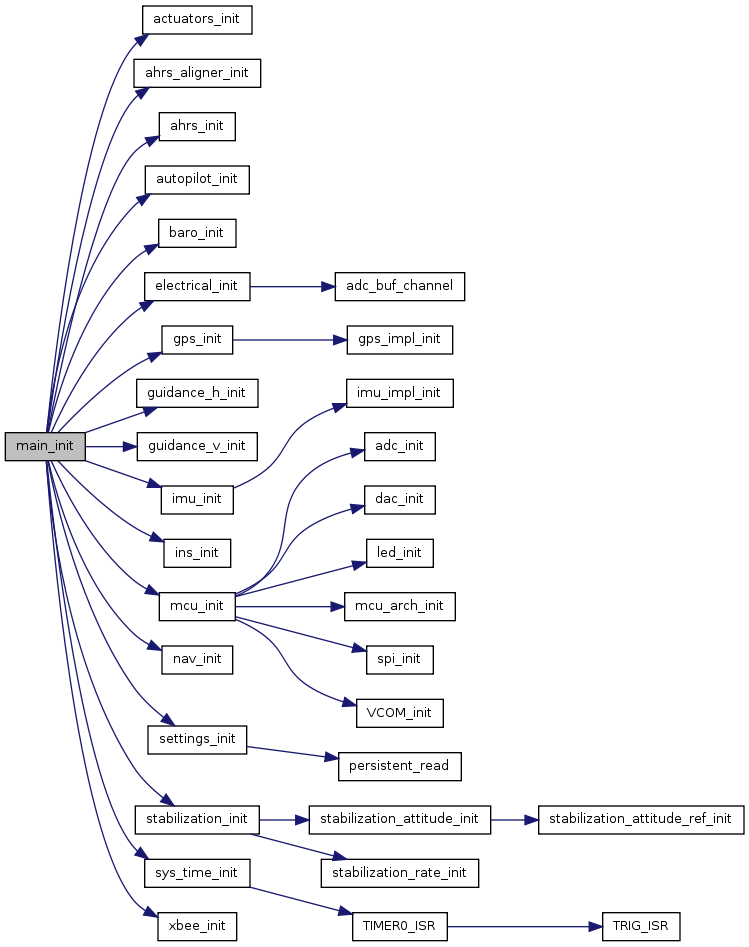 actuators_init
ahrs_aligner_init
ahrs_init
autopilot_init
baro_init
electrical_init
adc_buf_channel
gps_init
gps_impl_init
guidance_h_init
imu_impl_init
main_init
guidance_v_init
adc_init
imu_init
dac_init
ins_init
led_init
mcu_init
mcu_arch_init
nav_init
spi_init
VCOM_init
settings_init
persistent_read
stabilization_init
stabilization_attitude_init
stabilization_attitude_ref_init
sys_time_init
stabilization_rate_init
xbee_init
TIMER0_ISR
TRIG_ISR